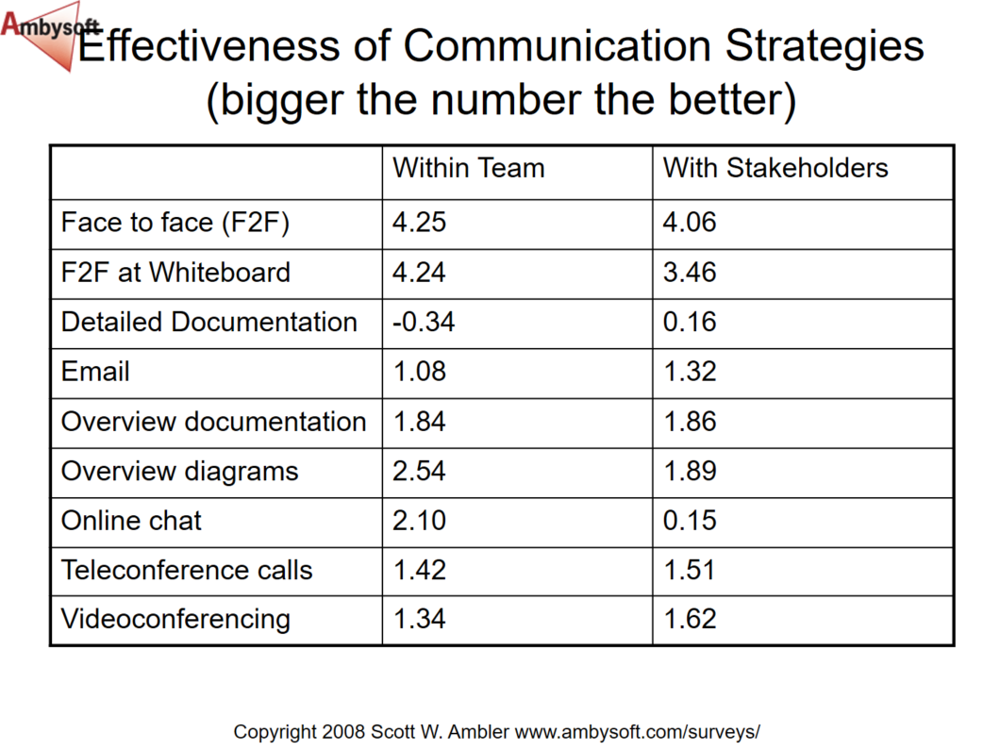 Ambysoft
Effectiveness of Communication Strategies
(bigger the number the better)
Within Team With Stakeholders
Face to face (F2F) 4.25 4.06
F2F at Whiteboard 4.24 3.46
Detailed Documentation -0.34 0.16
Email 1.08 1.32
Overview documentation 1.84 1.86
Overview diagrams 2.54 1.89
Online chat 2.10 0.15
Teleconference calls 1.42 1.51
Videoconferencing 1.34 1.62
Copyright 2008 Scott W. Ambler www.ambysoft.com/surveys/